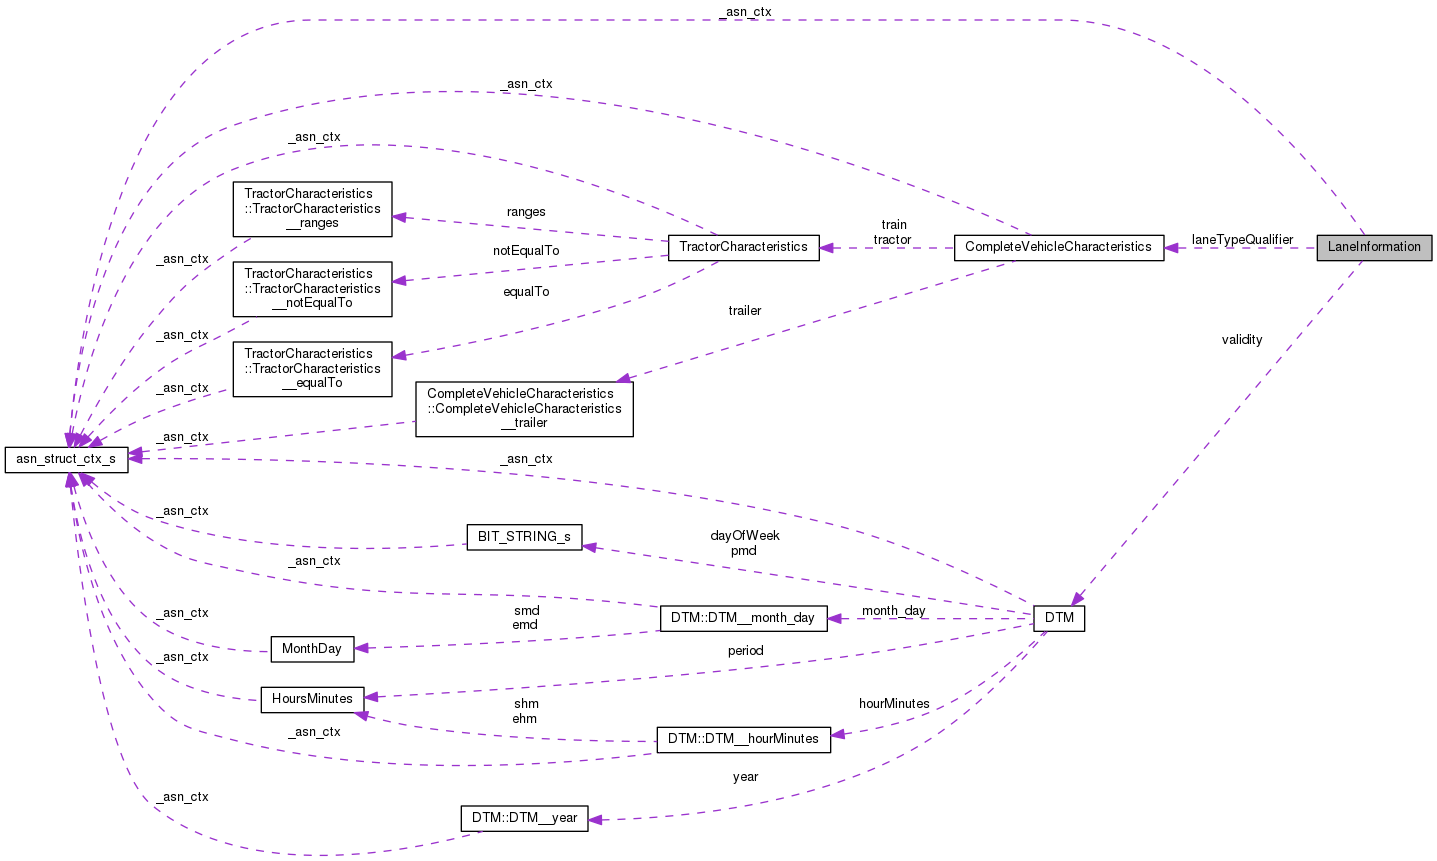 _asn_ctx
_asn_ctx
_asn_ctx
TractorCharacteristics
::TractorCharacteristics
__ranges
ranges
train
tractor
laneTypeQualifier
TractorCharacteristics
CompleteVehicleCharacteristics
LaneInformation
notEqualTo
_asn_ctx
TractorCharacteristics
::TractorCharacteristics
__notEqualTo
equalTo
trailer
_asn_ctx
validity
TractorCharacteristics
::TractorCharacteristics
__equalTo
_asn_ctx
CompleteVehicleCharacteristics
::CompleteVehicleCharacteristics
__trailer
_asn_ctx
asn_struct_ctx_s
_asn_ctx
_asn_ctx
BIT_STRING_s
dayOfWeek
pmd
_asn_ctx
_asn_ctx
smd
emd
DTM::DTM__month_day
month_day
DTM
MonthDay
_asn_ctx
period
HoursMinutes
shm
ehm
hourMinutes
_asn_ctx
DTM::DTM__hourMinutes
year
_asn_ctx
DTM::DTM__year